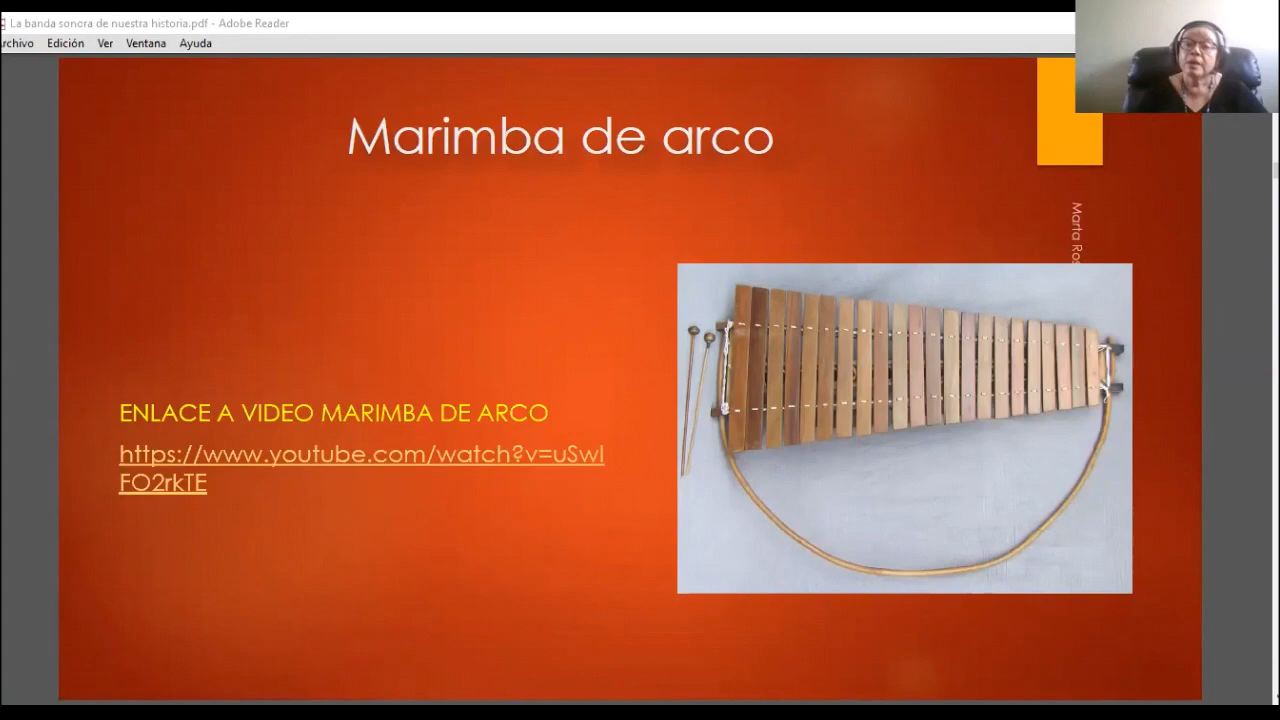 La banda sonora de nuestra historia.pdf - Adobe Reader
Edición Ver Ventana Ayuda
Marimba de arco
Marta
ENLACE A VIDEO MARIMBA DE ARCO
https://www.youtube.com/watch?v=uSwl
FO2rkTE